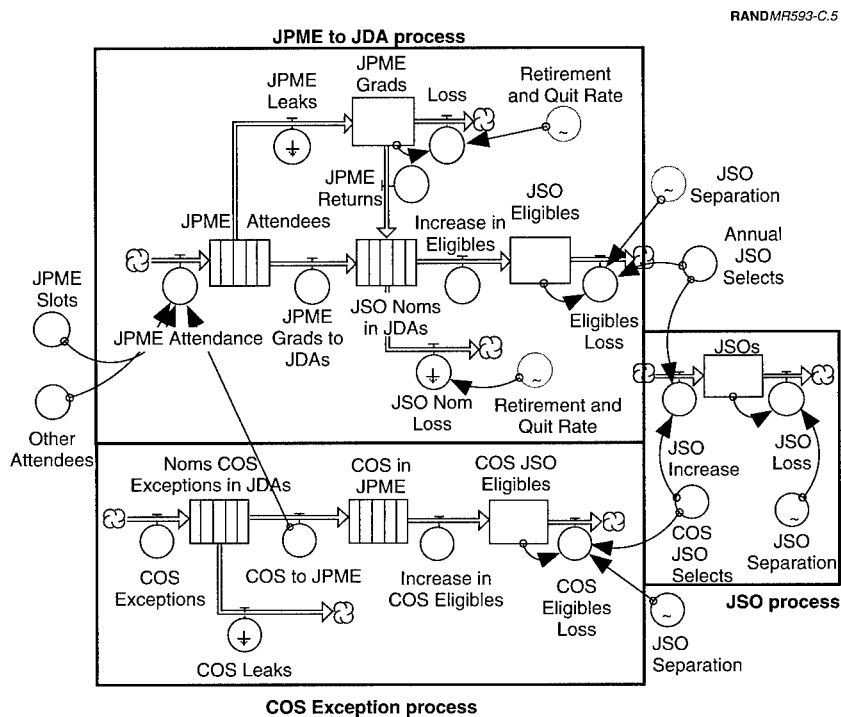 RANDMR593-C.5
JPME to JDA process
JPME
Grads
JPME
Leaks
Loss
Retirement
and Quit Rate
~
JPME
Returns
JSO
Separation
~
JPME Attendees
Increase in
Eligibles
JSO
Eligibles
Annual
JSO
Selects
JPME
Slots
JPME Attendance
JPME
Grads to
JDAs
JSO Noms
in JDAs
Eligibles
Loss
JSO Nom
Loss
~
Retirement and
Quit Rate
Other
Attendees
JSOs
JSO
Increase
JSO
Loss
COS
JSO
Selects
~
JSO
Separation
JSO process
Noms COS
Exceptions in JDAs
COS in
JPME
COS JSO
Eligibles
COS
Exceptions
COS to JPME
Increase in
COS Eligibles
COS
Eligibles
Loss
~
JSO
Separation
COS Leaks
COS Exception process